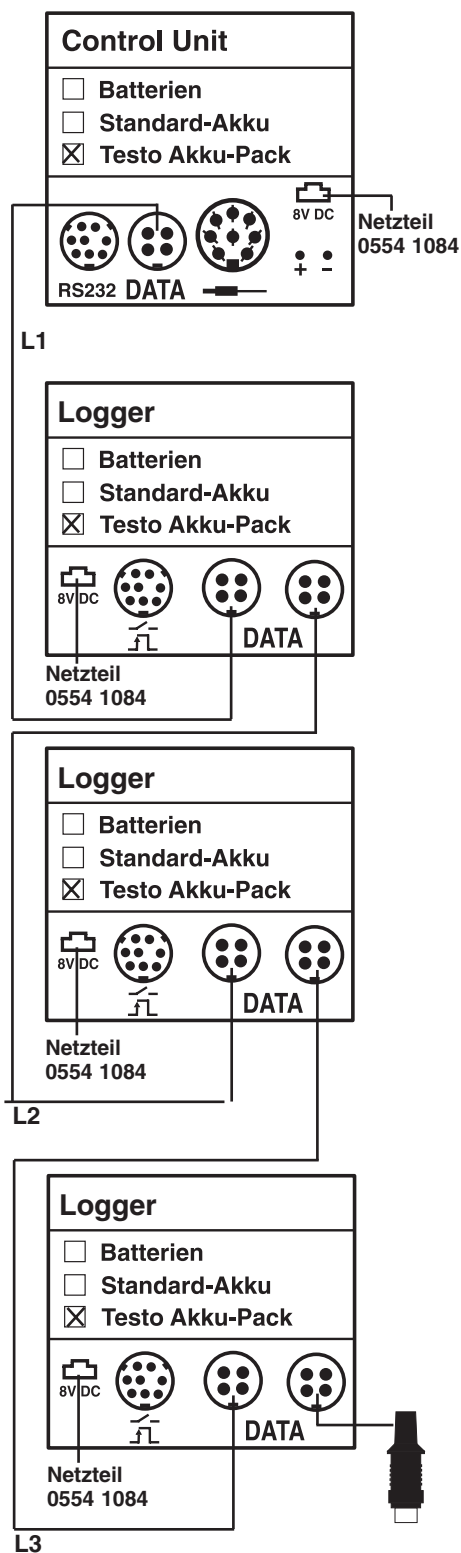 Control Unit
Batterien
Standard-Akku
Testo Akku-Pack
8V DC
Netzteil
0554 1084
RS232 DATA
+ -
L1
Logger
Batterien
Standard-Akku
Testo Akku-Pack
8V DC
DATA
Netzteil
0554 1084
Logger
Batterien
Standard-Akku
Testo Akku-Pack
8V DC
DATA
Netzteil
0554 1084
L2
Logger
Batterien
Standard-Akku
Testo Akku-Pack
8V DC
DATA
Netzteil
0554 1084
L3